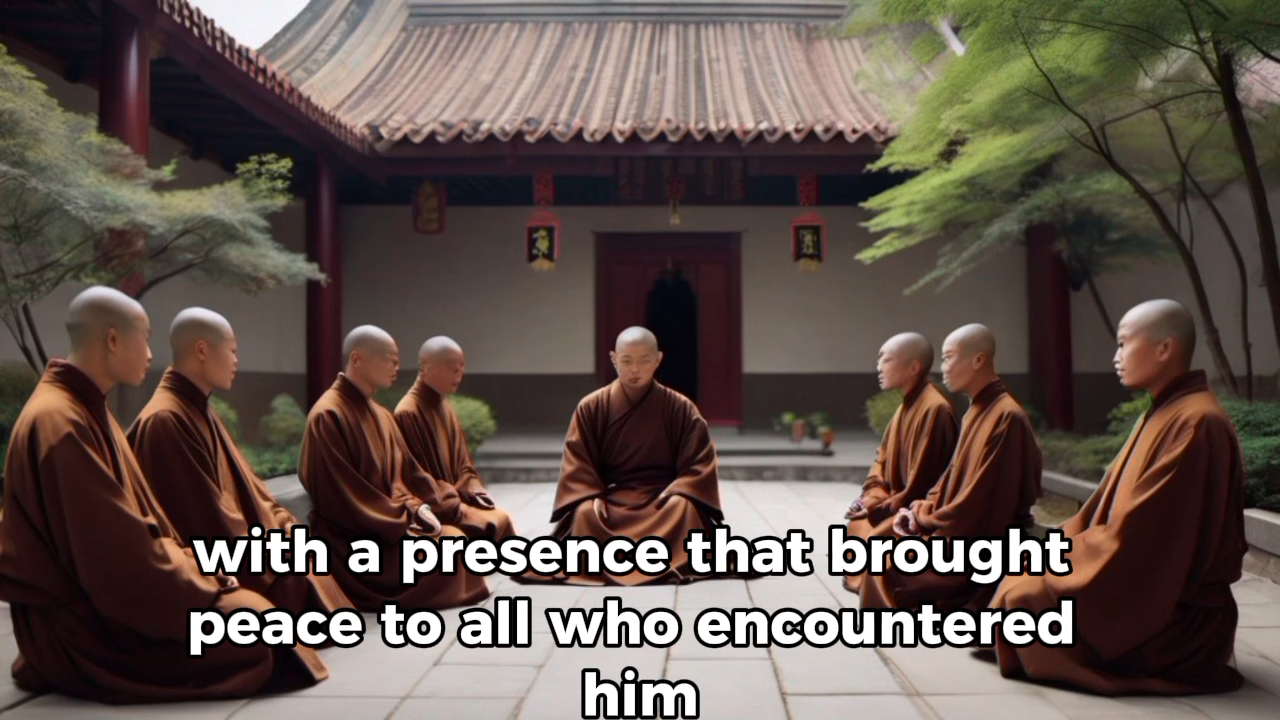 with a presence that brought
peace to all who encountered
him